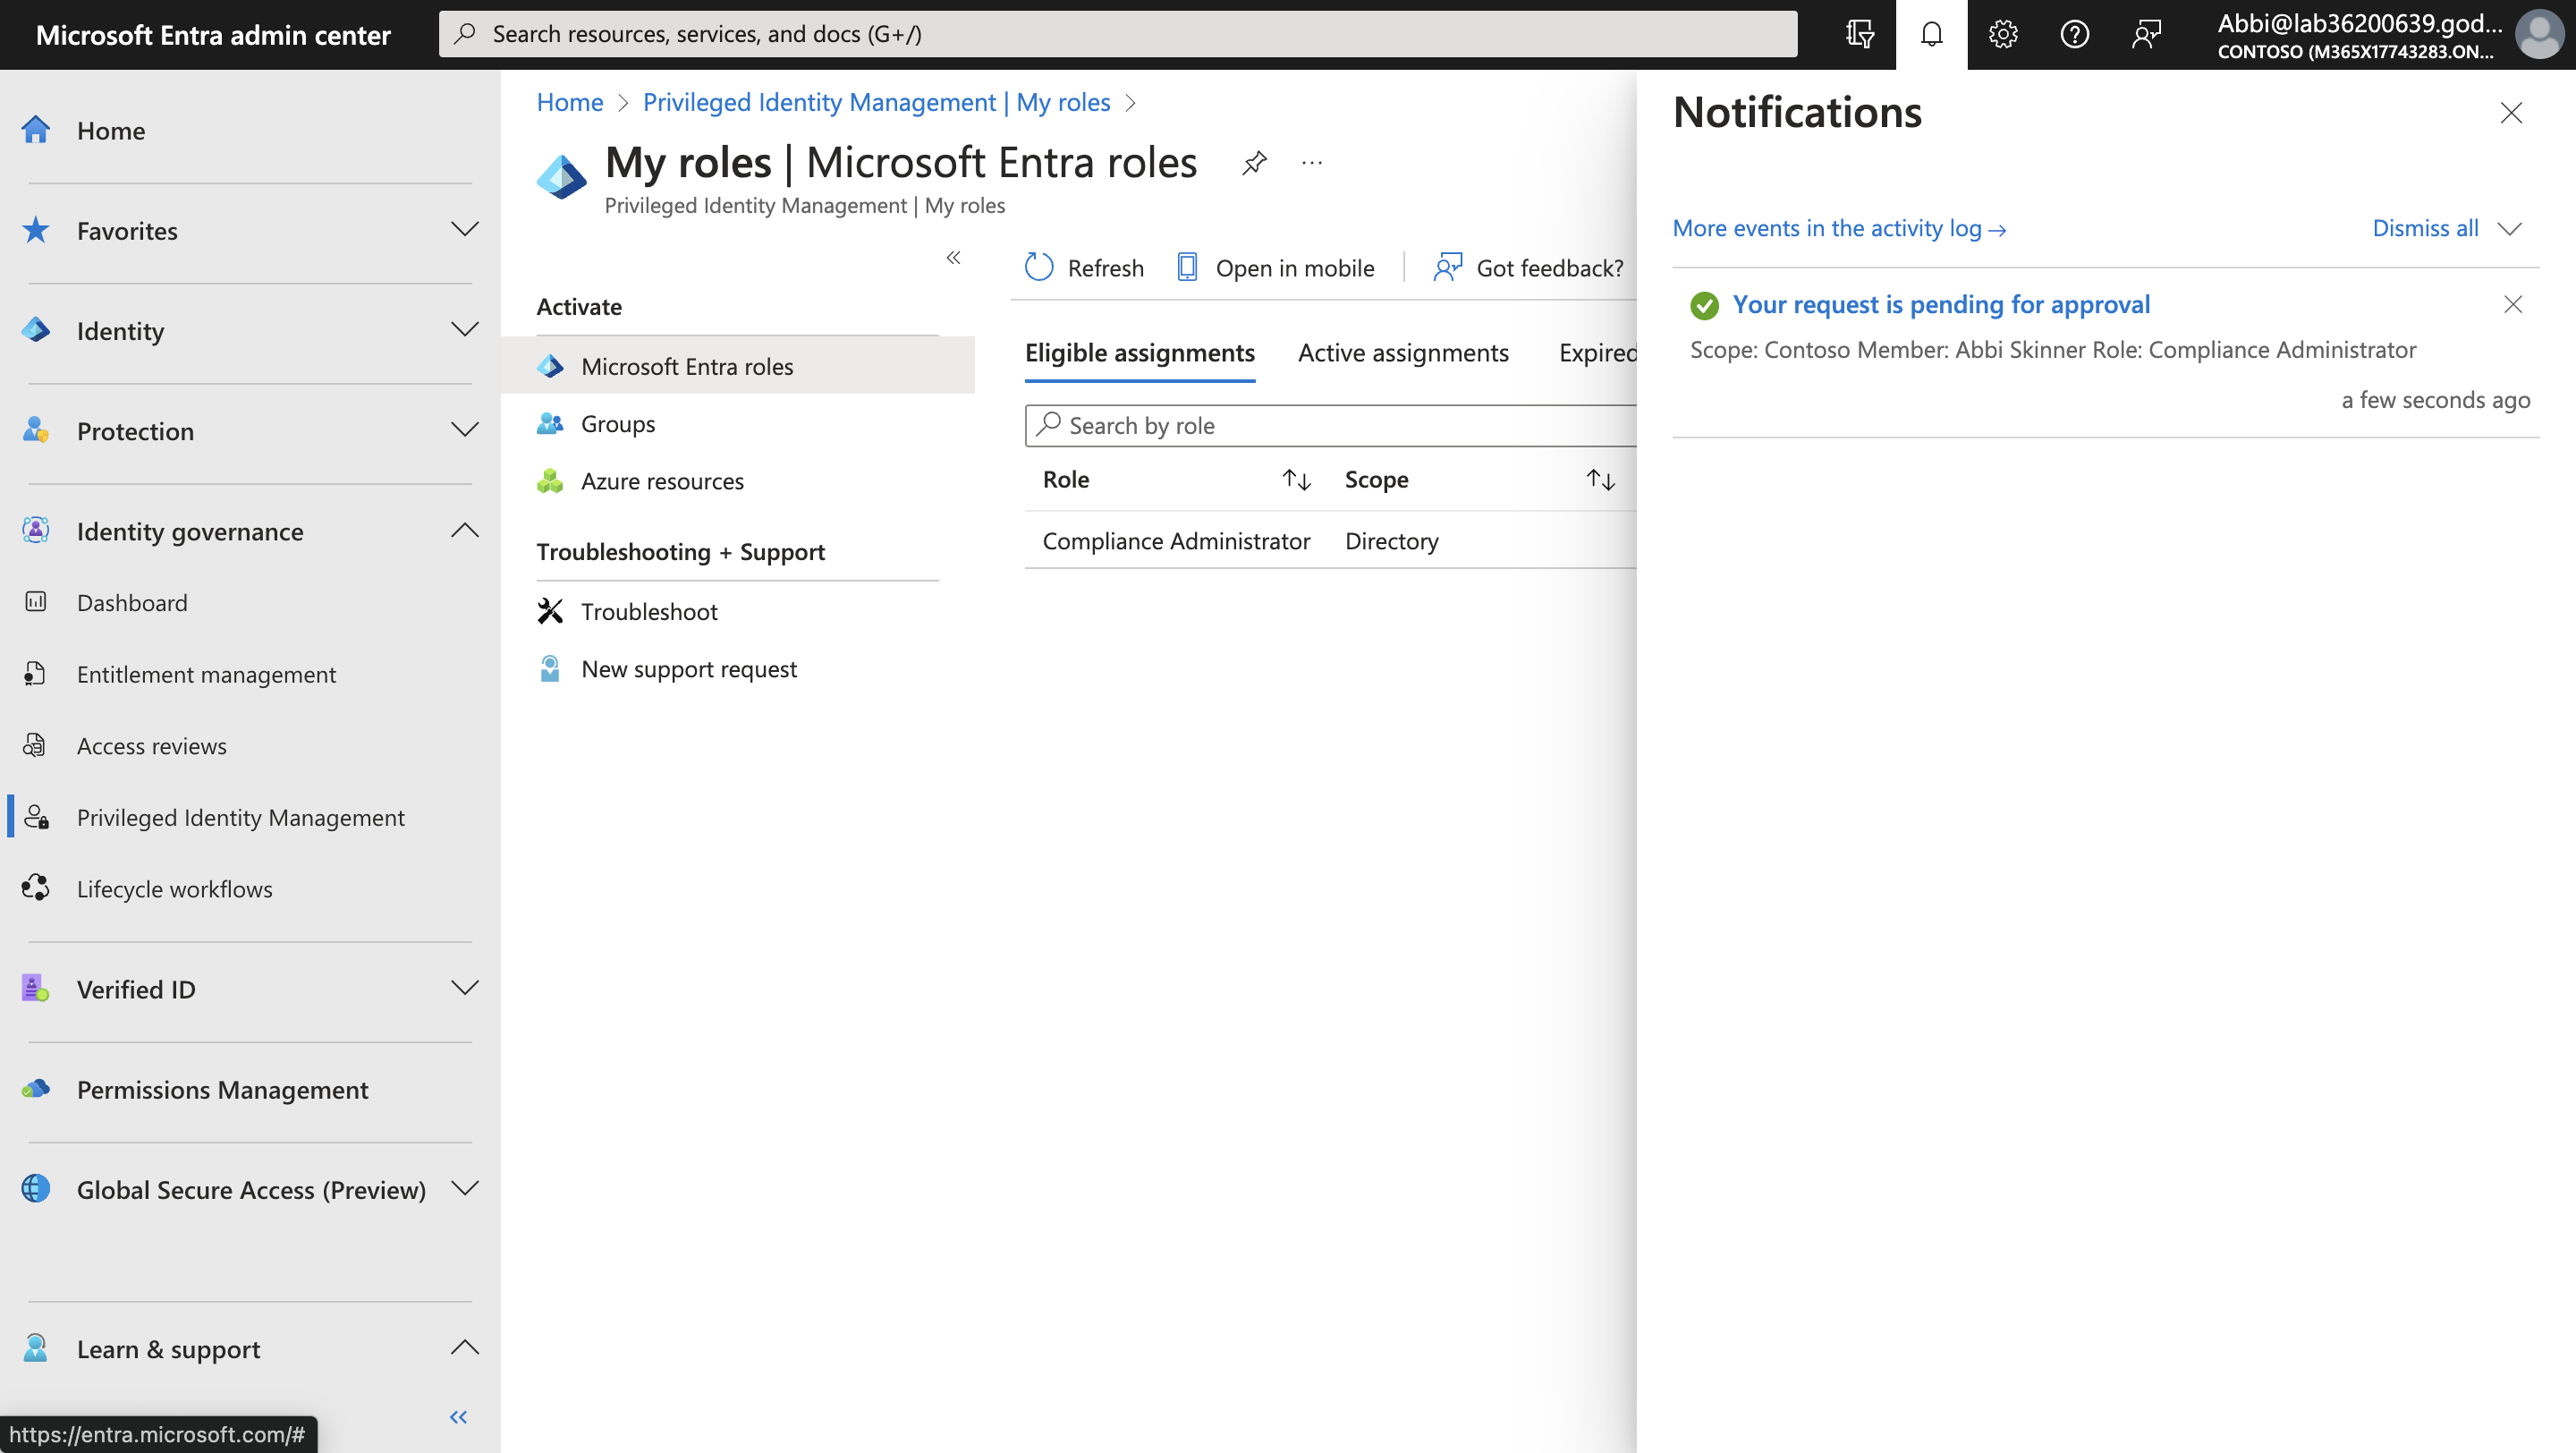 Microsoft Entra admin center
Search resources, services, and docs (G+/)
Abbi@lab36200639.god...
CONTOSO (M365X17743283.ON...
Home
Favorites
Identity
Protection
Identity governance
Dashboard
Entitlement management
Access reviews
Privileged Identity Management
Lifecycle workflows
Verified ID
Permissions Management
Global Secure Access (Preview)
Learn & support
https://entra.microsoft.com/#
Home > Privileged Identity Management | My roles >
My roles | Microsoft Entra roles
Privileged Identity Management | My roles
Activate
Microsoft Entra roles
Groups
Azure resources
Troubleshooting + Support
Troubleshoot
New support request
Refresh Open in mobile Got feedback?
Eligible assignments Active assignments Expired
Search by role
Role Scope
Compliance Administrator Directory
Notifications
More events in the activity log → Dismiss all
Your request is pending for approval
Scope: Contoso Member: Abbi Skinner Role: Compliance Administrator
a few seconds ago